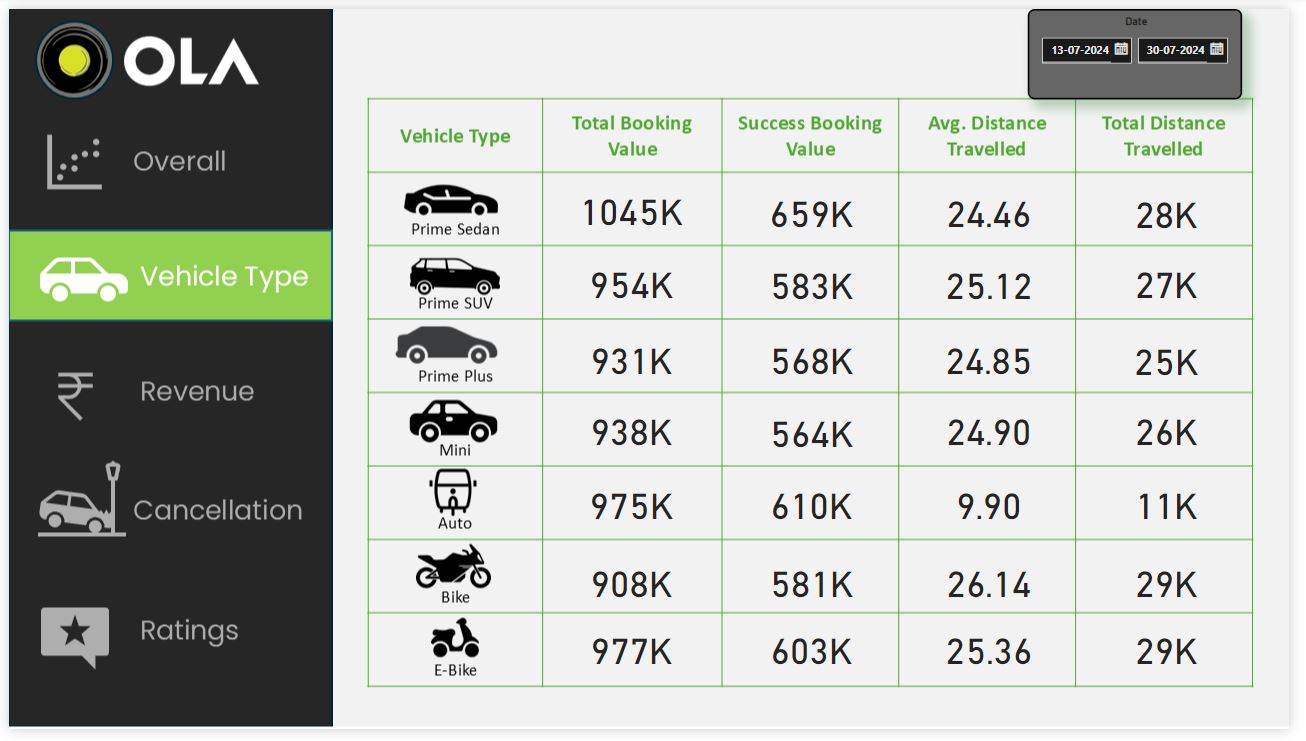 OLA
Date
13-07-2024 30-07-2024
Overall
Vehicle Type
Revenue
Cancellation
Ratings
Vehicle Type Total Booking Value Success Booking Value Avg. Distance Travelled Total Distance Travelled
Prime Sedan 1045K 659K 24.46 28K
Prime SUV 954K 583K 25.12 27K
Prime Plus 931K 568K 24.85 25K
Mini 938K 564K 24.90 26K
Auto 975K 610K 9.90 11K
Bike 908K 581K 26.14 29K
E-Bike 977K 603K 25.36 29K